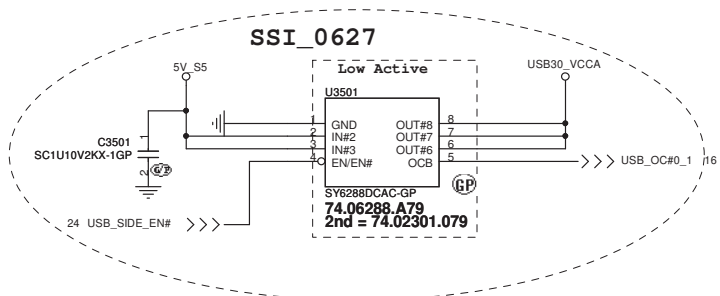 SSI_0627
5V_S5
Low Active
USB30_VCCA
U3501
1 GND OUT#8 8
2 IN#2 OUT#7 7
3 IN#3 OUT#6 6
4 EN/EN# OCB 5
C3501
SC1U10V2KX-1GP
1
2
USB_OC#0_1 16
GP
SY6288DCAC-GP
74.06288.A79
2nd = 74.02301.079
24 USB_SIDE_EN#